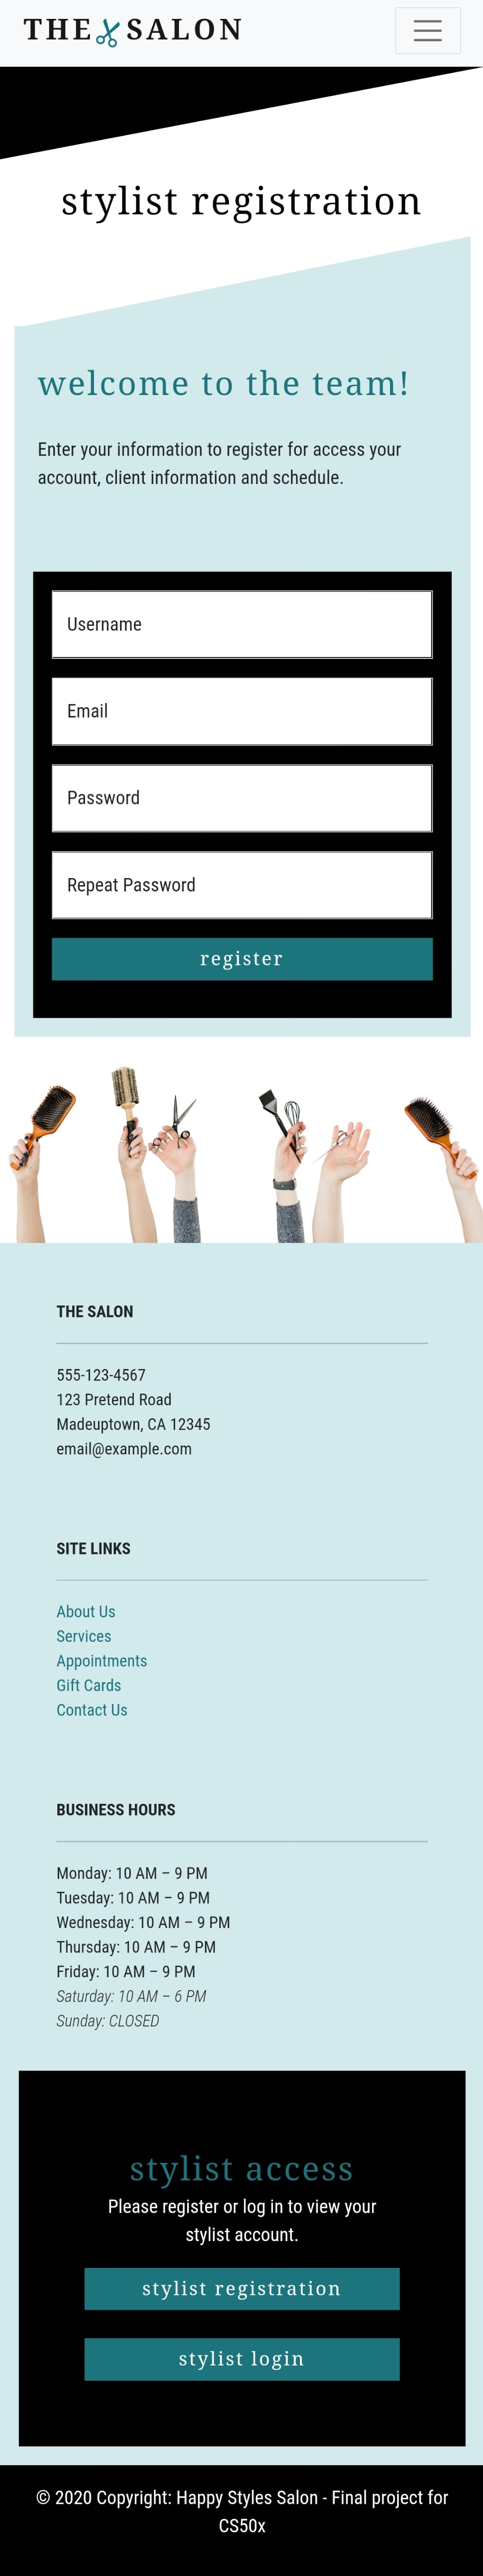 THE SALON
stylist registration
welcome to the team!
Enter your information to register for access your
account, client information and schedule.
Username
Email
Password
Repeat Password
register
THE SALON
555-123-4567
123 Pretend Road
Madeuptown, CA 12345
email@example.com
SITE LINKS
About Us
Services
Appointments
Gift Cards
Contact Us
BUSINESS HOURS
Monday: 10 AM – 9 PM
Tuesday: 10 AM – 9 PM
Wednesday: 10 AM – 9 PM
Thursday: 10 AM – 9 PM
Friday: 10 AM – 9 PM
Saturday: 10 AM – 6 PM
Sunday: CLOSED
stylist access
Please register or log in to view your
stylist account.
stylist registration
stylist login
© 2020 Copyright: Happy Styles Salon - Final project for
CS50x